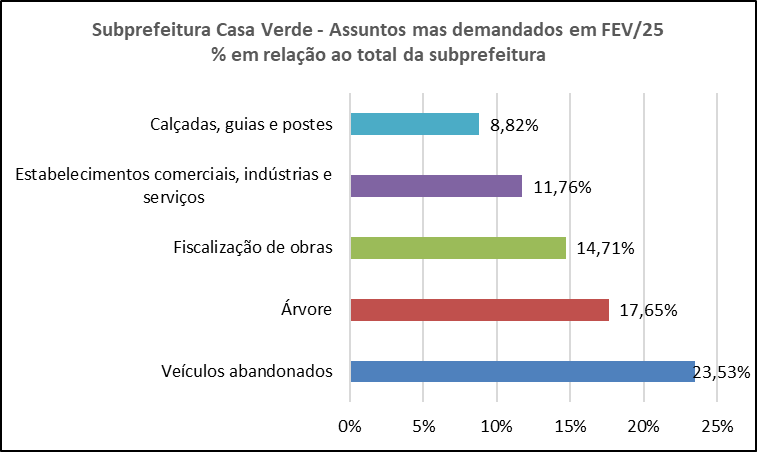 Subprefeitura Casa Verde - Assuntos mas demandados em FEV/25
% em relação ao total da subprefeitura
Calçadas, guias e postes
8,82%
Estabelecimentos comerciais, indústrias e
serviços
11,76%
Fiscalização de obras
14,71%
Árvore
17,65%
Veículos abandonados
23,53%
0% 5% 10% 15% 20% 25%